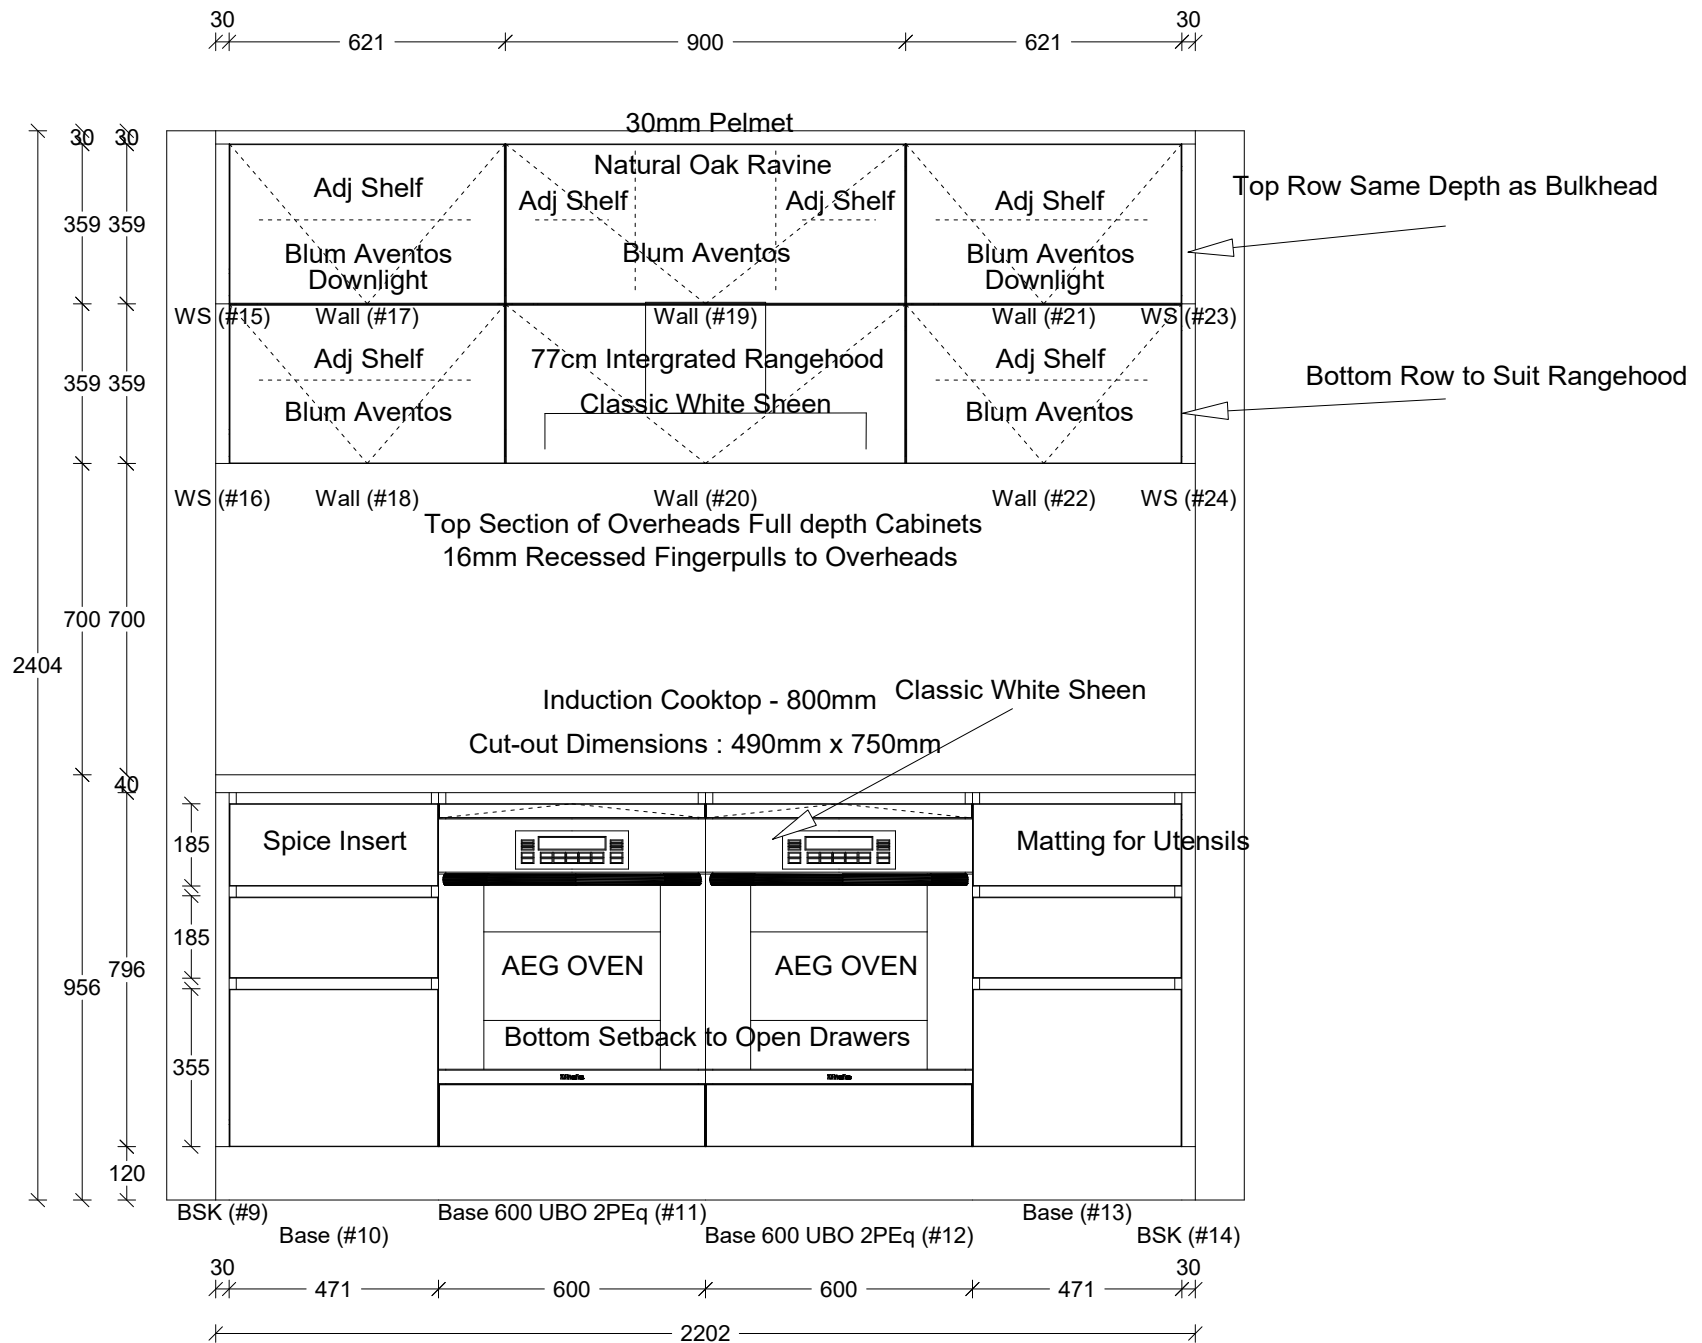 30 30
621 900 621
30mm Pelmet
30 30
Natural Oak Ravine
Adj Shelf Adj Shelf Adj Shelf Adj Shelf
Top Row Same Depth as Bulkhead
359 359
Blum Aventos Blum Aventos Blum Aventos
Downlight Downlight
WS (#15) Wall (#17) Wall (#19) Wall (#21) WS (#23)
Adj Shelf 77cm Intergrated Rangehood Adj Shelf
Bottom Row to Suit Rangehood
359 359
Classic White Sheen
Blum Aventos Blum Aventos
WS (#16) Wall (#18) Wall (#20) Wall (#22) WS (#24)
Top Section of Overheads Full depth Cabinets
16mm Recessed Fingerpulls to Overheads
700 700
2404
Induction Cooktop - 800mm Classic White Sheen
Cut-out Dimensions : 490mm x 750mm
40
185 Spice Insert Matting for Utensils
185
AEG OVEN AEG OVEN
956 796
Bottom Setback to Open Drawers
355
120
BSK (#9) Base 600 UBO 2PEq (#11) Base (#13)
Base (#10) Base 600 UBO 2PEq (#12) BSK (#14)
30 30
471 600 600 471
2202